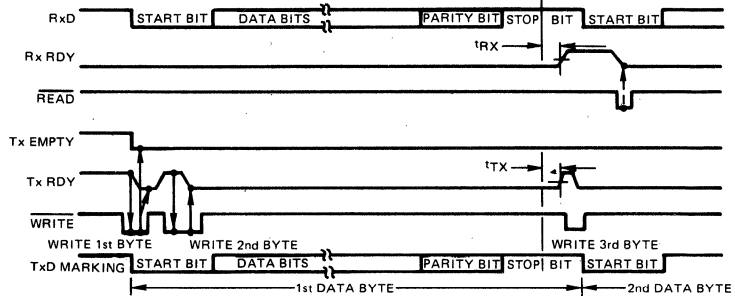 RxD START BIT DATA BITS PARITY BIT STOP BIT START BIT
tRX
Rx RDY
READ
Tx EMPTY
tTX
Tx RDY
WRITE
WRITE 1st BYTE WRITE 2nd BYTE WRITE 3rd BYTE
TxD MARKING START BIT DATA BITS PARITY BIT STOP BIT START BIT
1st DATA BYTE 2nd DATA BYTE